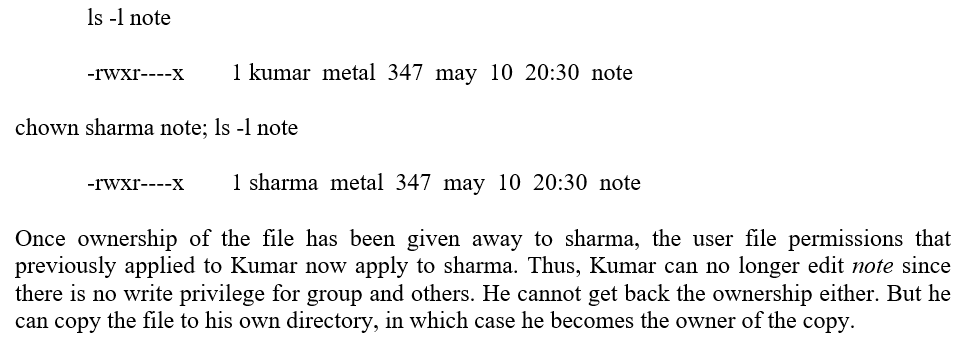 ls -l note
-rwxr----x 1 kumar metal 347 may 10 20:30 note
chown sharma note; ls -l note
-rwxr----x 1 sharma metal 347 may 10 20:30 note
Once ownership of the file has been given away to sharma, the user file permissions that
previously applied to Kumar now apply to sharma. Thus, Kumar can no longer edit note since
there is no write privilege for group and others. He cannot get back the ownership either. But he
can copy the file to his own directory, in which case he becomes the owner of the copy.